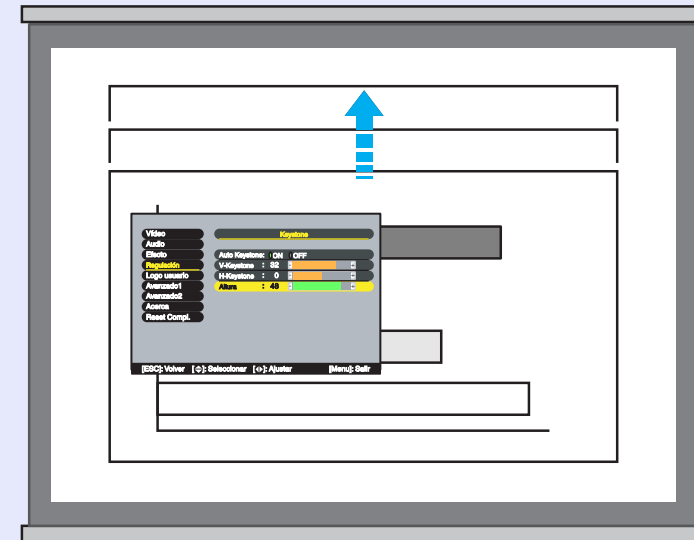 Vídeo
Audio
Efecto
Regulación
Logo usuario
Avanzado1
Avanzado2
Acerca
Reset Compl.
Keystone
Auto Keystone: ON OFF
V-Keystone : 32
H-Keystone : 0
Altura : 48
[ESC]: Volver [ ]: Seleccionar [ ]: Ajustar [Menu]: Salir